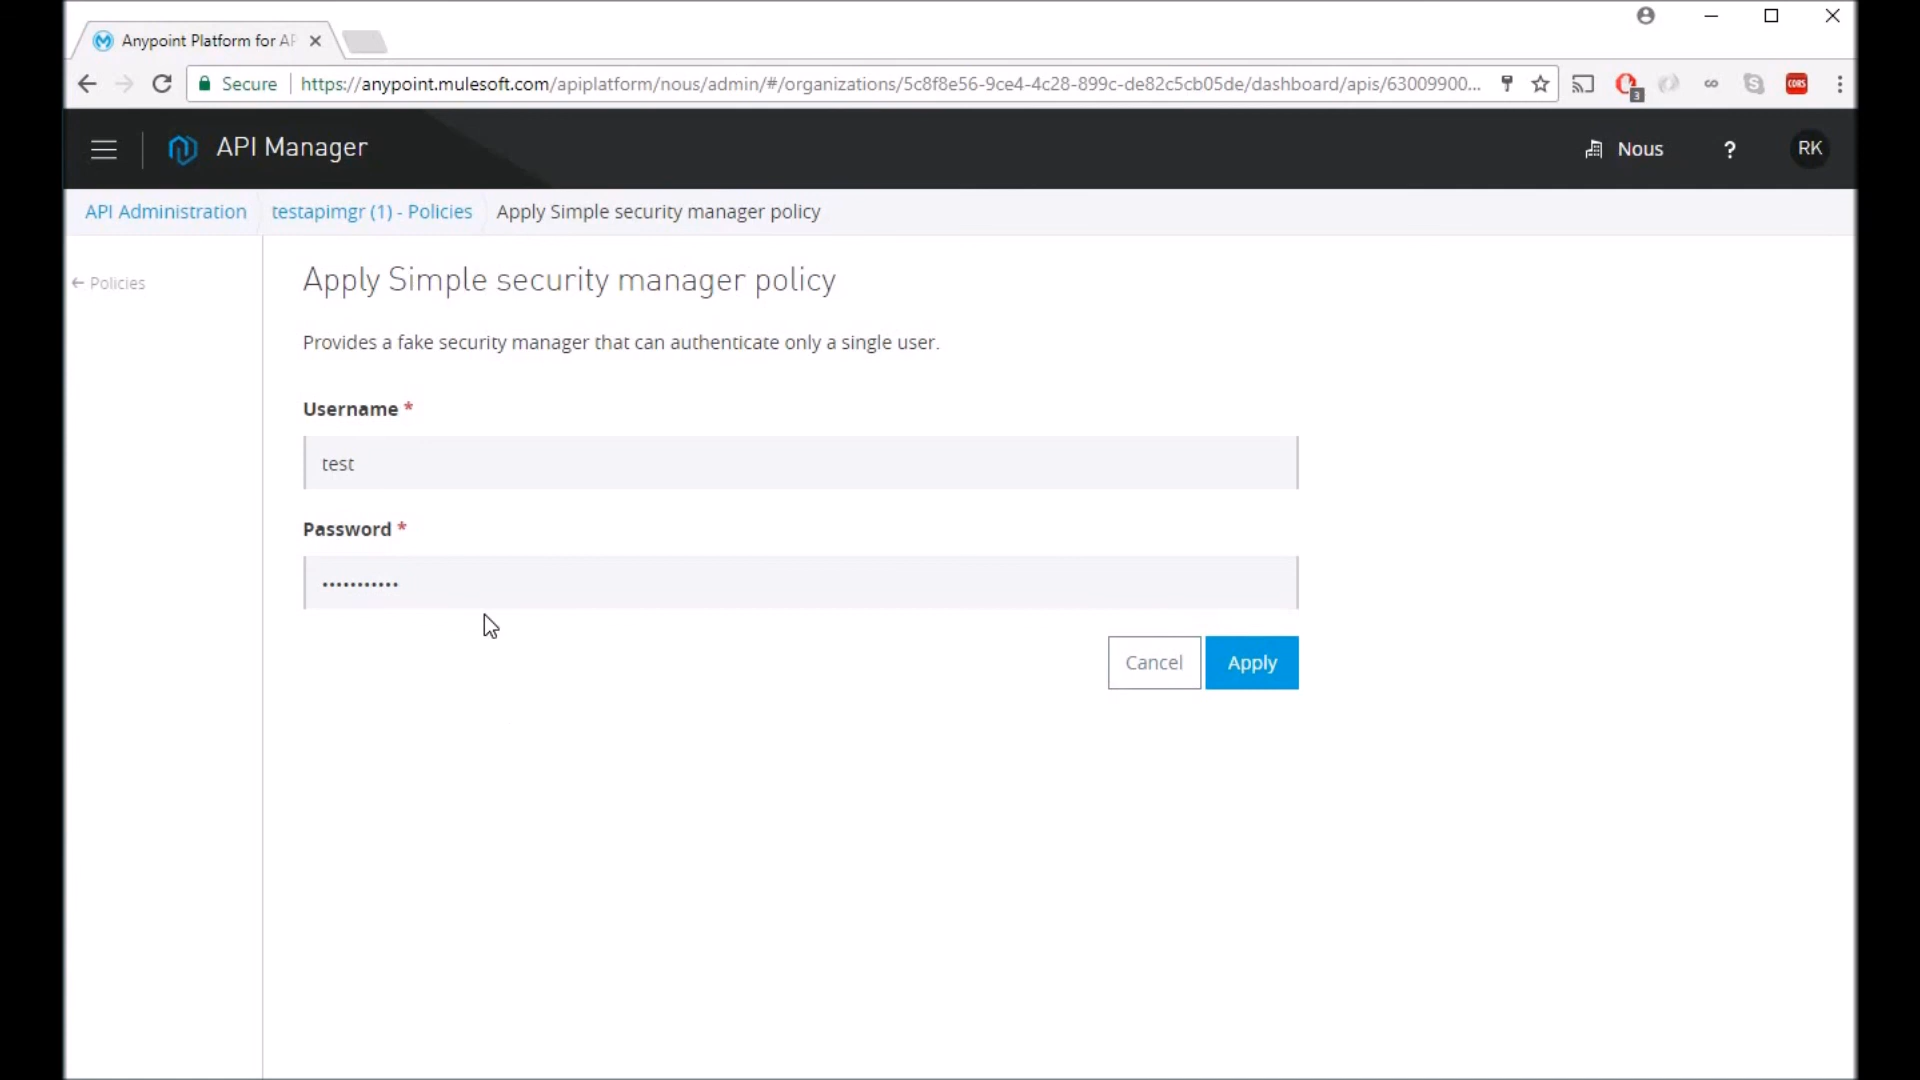 Anypoint Platform for AP
Secure https://anypoint.mulesoft.com/apiplatform/nous/admin/#/organizations/5c8f8e56-9ce4-4c28-899c-de82c5cb05de/dashboard/apis/63009900...
3
CORS
API Manager
Nous
?
RK
API Administration
testapimgr (1) - Policies
Apply Simple security manager policy
← Policies
Apply Simple security manager policy
Provides a fake security manager that can authenticate only a single user.
Username *
test
Password *
•••••••••••
Cancel
Apply